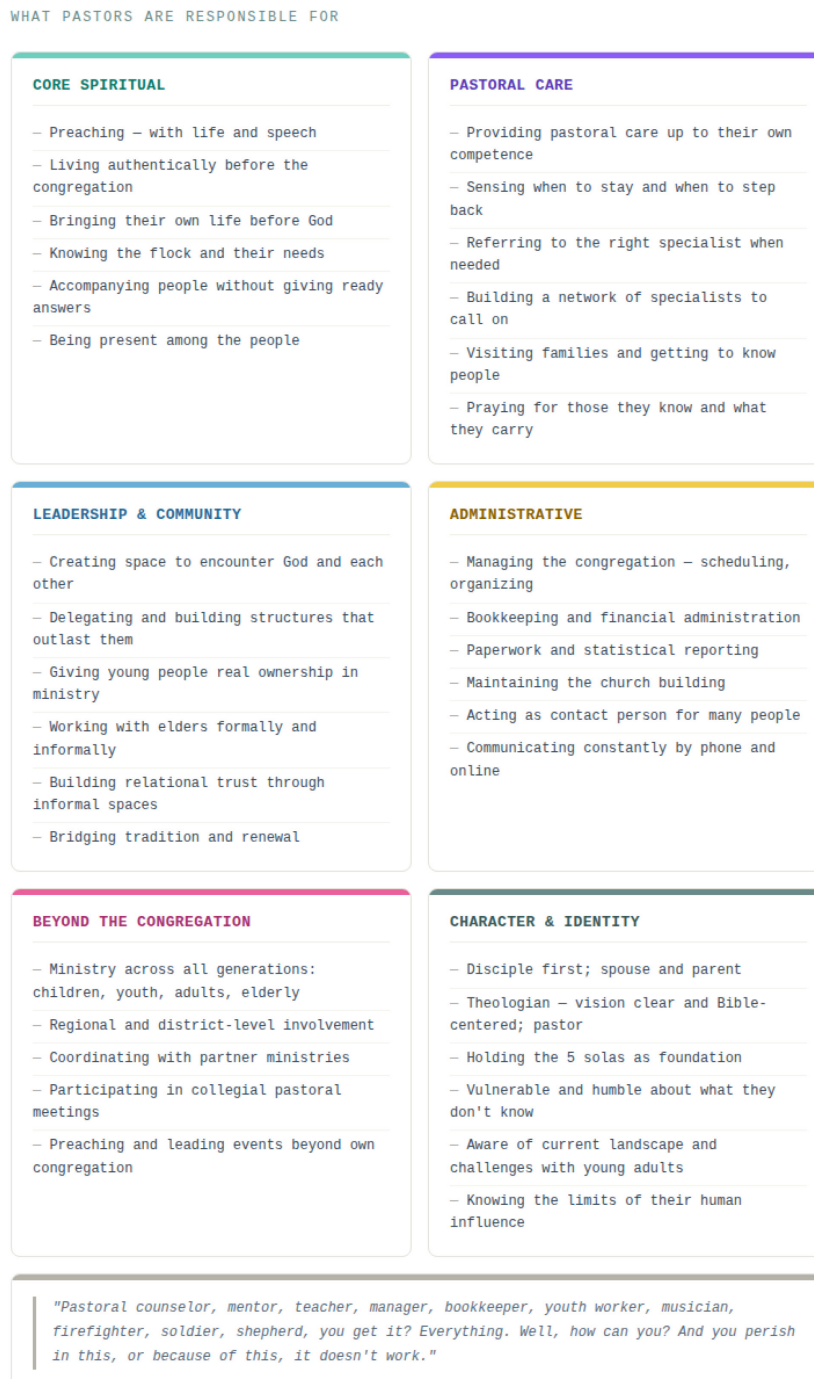 WHAT PASTORS ARE RESPONSIBLE FOR
CORE SPIRITUAL
— Preaching — with life and speech
— Living authentically before the
congregation
— Bringing their own life before God
— Knowing the flock and their needs
— Accompanying people without giving ready
answers
— Being present among the people
PASTORAL CARE
— Providing pastoral care up to their own
competence
— Sensing when to stay and when to step
back
— Referring to the right specialist when
needed
— Building a network of specialists to
call on
— Visiting families and getting to know
people
— Praying for those they know and what
they carry
LEADERSHIP & COMMUNITY
— Creating space to encounter God and each
other
— Delegating and building structures that
outlast them
— Giving young people real ownership in
ministry
— Working with elders formally and
informally
— Building relational trust through
informal spaces
— Bridging tradition and renewal
ADMINISTRATIVE
— Managing the congregation — scheduling,
organizing
— Bookkeeping and financial administration
— Paperwork and statistical reporting
— Maintaining the church building
— Acting as contact person for many people
— Communicating constantly by phone and
online
BEYOND THE CONGREGATION
— Ministry across all generations:
children, youth, adults, elderly
— Regional and district-level involvement
— Coordinating with partner ministries
— Participating in collegial pastoral
meetings
— Preaching and leading events beyond own
congregation
CHARACTER & IDENTITY
— Disciple first; spouse and parent
— Theologian — vision clear and Bible-
centered; pastor
— Holding the 5 solas as foundation
— Vulnerable and humble about what they
don't know
— Aware of current landscape and
challenges with young adults
— Knowing the limits of their human
influence
"Pastoral counselor, mentor, teacher, manager, bookkeeper, youth worker, musician,
firefighter, soldier, shepherd, you get it? Everything. Well, how can you? And you perish
in this, or because of this, it doesn't work."